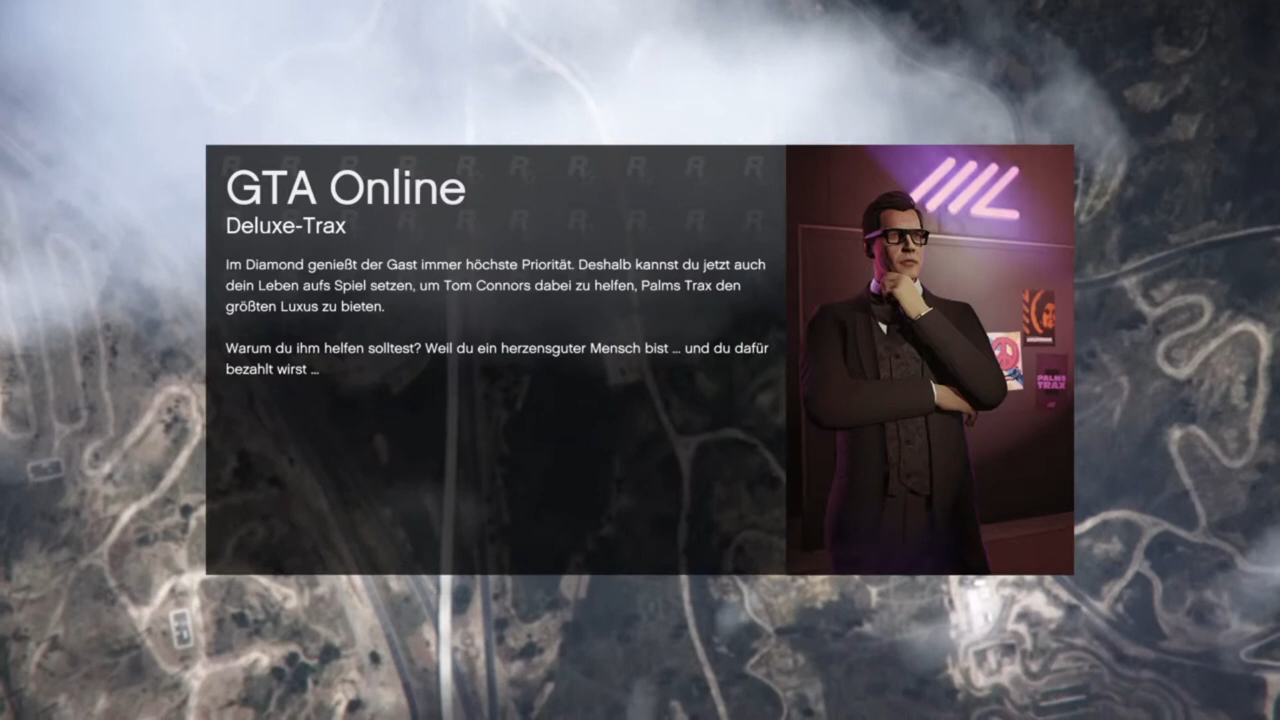 GTA Online
Deluxe-Trax
Im Diamond genießt der Gast immer höchste Priorität. Deshalb kannst du jetzt auch
dein Leben aufs Spiel setzen, um Tom Connors dabei zu helfen, Palms Trax den
größten Luxus zu bieten.
Warum du ihm helfen solltest? Weil du ein herzensguter Mensch bist ... und du dafür
bezahlt wirst ...
PALMS
TRAX